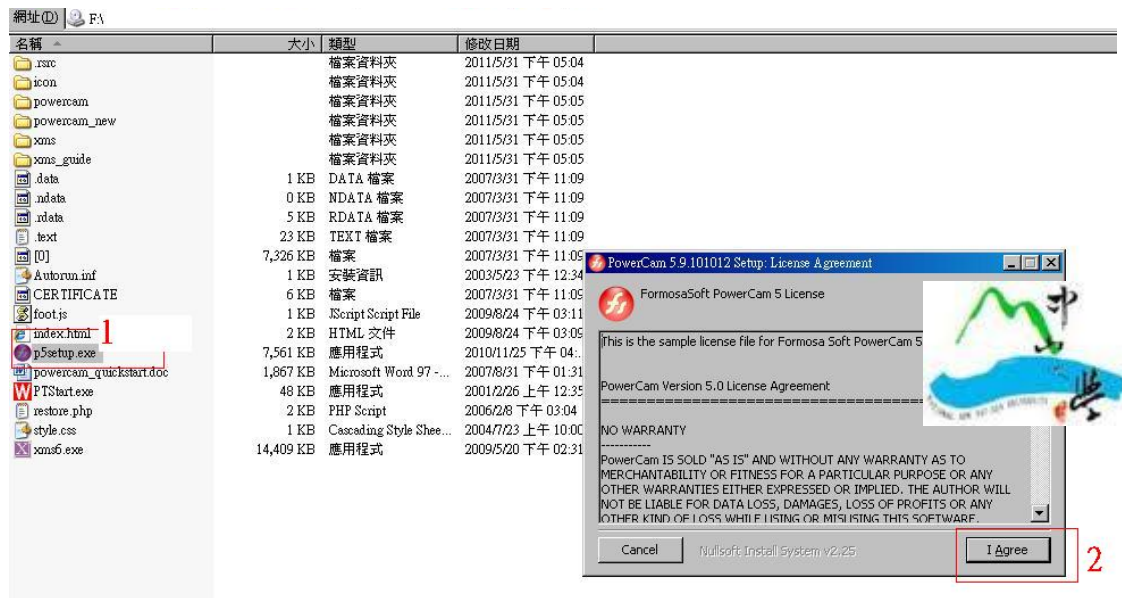 網址(D) F:\
名稱 大小 類型 修改日期
.rsrc 檔案資料夾 2011/5/31 下午 05:04
icon 檔案資料夾 2011/5/31 下午 05:04
powercam 檔案資料夾 2011/5/31 下午 05:05
powercam_new 檔案資料夾 2011/5/31 下午 05:05
xms 檔案資料夾 2011/5/31 下午 05:05
xms_guide 檔案資料夾 2011/5/31 下午 05:05
.data 1 KB DATA 檔案 2007/3/31 下午 11:09
.ndata 0 KB NDATA 檔案 2007/3/31 下午 11:09
.rdata 5 KB RDATA 檔案 2007/3/31 下午 11:09
.text 23 KB TEXT 檔案 2007/3/31 下午 11:09
[0] 7,326 KB 檔案 2007/3/31 下午 11:09
Autorun.inf 1 KB 安裝資訊 2003/5/23 下午 12:34
CERTIFICATE 6 KB 檔案 2007/3/31 下午 11:09
foot.js 1 KB JScript Script File 2009/8/24 下午 03:11
index.html 2 KB HTML 文件 2009/8/24 下午 03:09
1
p5setup.exe 7,561 KB 應用程式 2010/11/25 下午 04:..
powercam_quickstart.doc 1,867 KB Microsoft Word 97 -... 2007/8/31 下午 01:31
PTStart.exe 48 KB 應用程式 2001/2/26 上午 12:35
restore.php 2 KB PHP Script 2006/2/8 下午 03:04
style.css 1 KB Cascading Style Shee... 2004/7/23 上午 10:00
xms6.exe 14,409 KB 應用程式 2009/5/20 下午 02:31
PowerCam 5.9.101012 Setup: License Agreement
FormosaSoft PowerCam 5 License
This is the sample license file for Formosa Soft PowerCam 5
PowerCam Version 5.0 License Agreement
================================================
NO WARRANTY
-----------
PowerCam IS SOLD "AS IS" AND WITHOUT ANY WARRANTY AS TO
MERCHANTABILITY OR FITNESS FOR A PARTICULAR PURPOSE OR ANY
OTHER WARRANTIES EITHER EXPRESSED OR IMPLIED. THE AUTHOR WILL
NOT BE LIABLE FOR DATA LOSS, DAMAGES, LOSS OF PROFITS OR ANY
OTHER KIND OF LOSS WHILE USING OR MISUSING THIS SOFTWARE.
Cancel Nullsoft Install System v2.25 I Agree
2